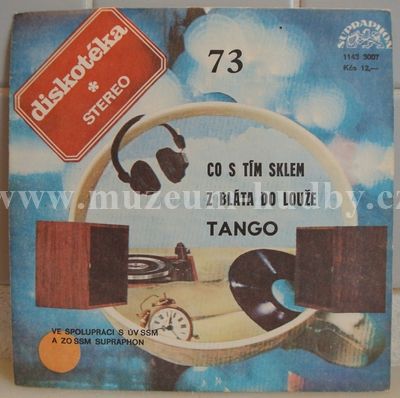 diskotéka
*
STEREO
73
SUPRAPHON
1143 3007
Kčs 12,—
CO S TÍM SKLEM
Z BLÁTA DO LOUŽE
TANGO
www.muzeumhudby.cz
VE SPOLUPRÁCI S ÚV SSM
A ZO SSM SUPRAPHON